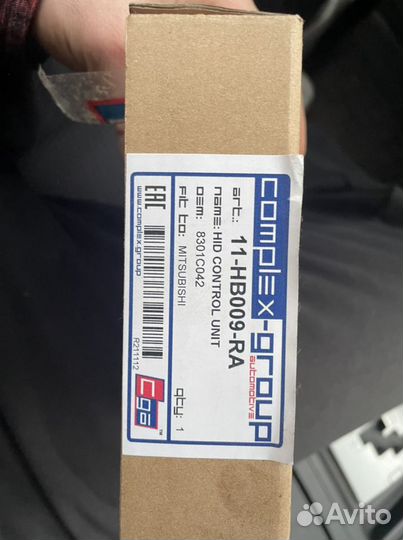 complex-group
automotive
art.: 11-HB009-RA
name: HID CONTROL UNIT
OEM: 8301C042
Fit to: MITSUBISHI
qty: 1
EAC
www.complex.group
R211112
cga™
Avito